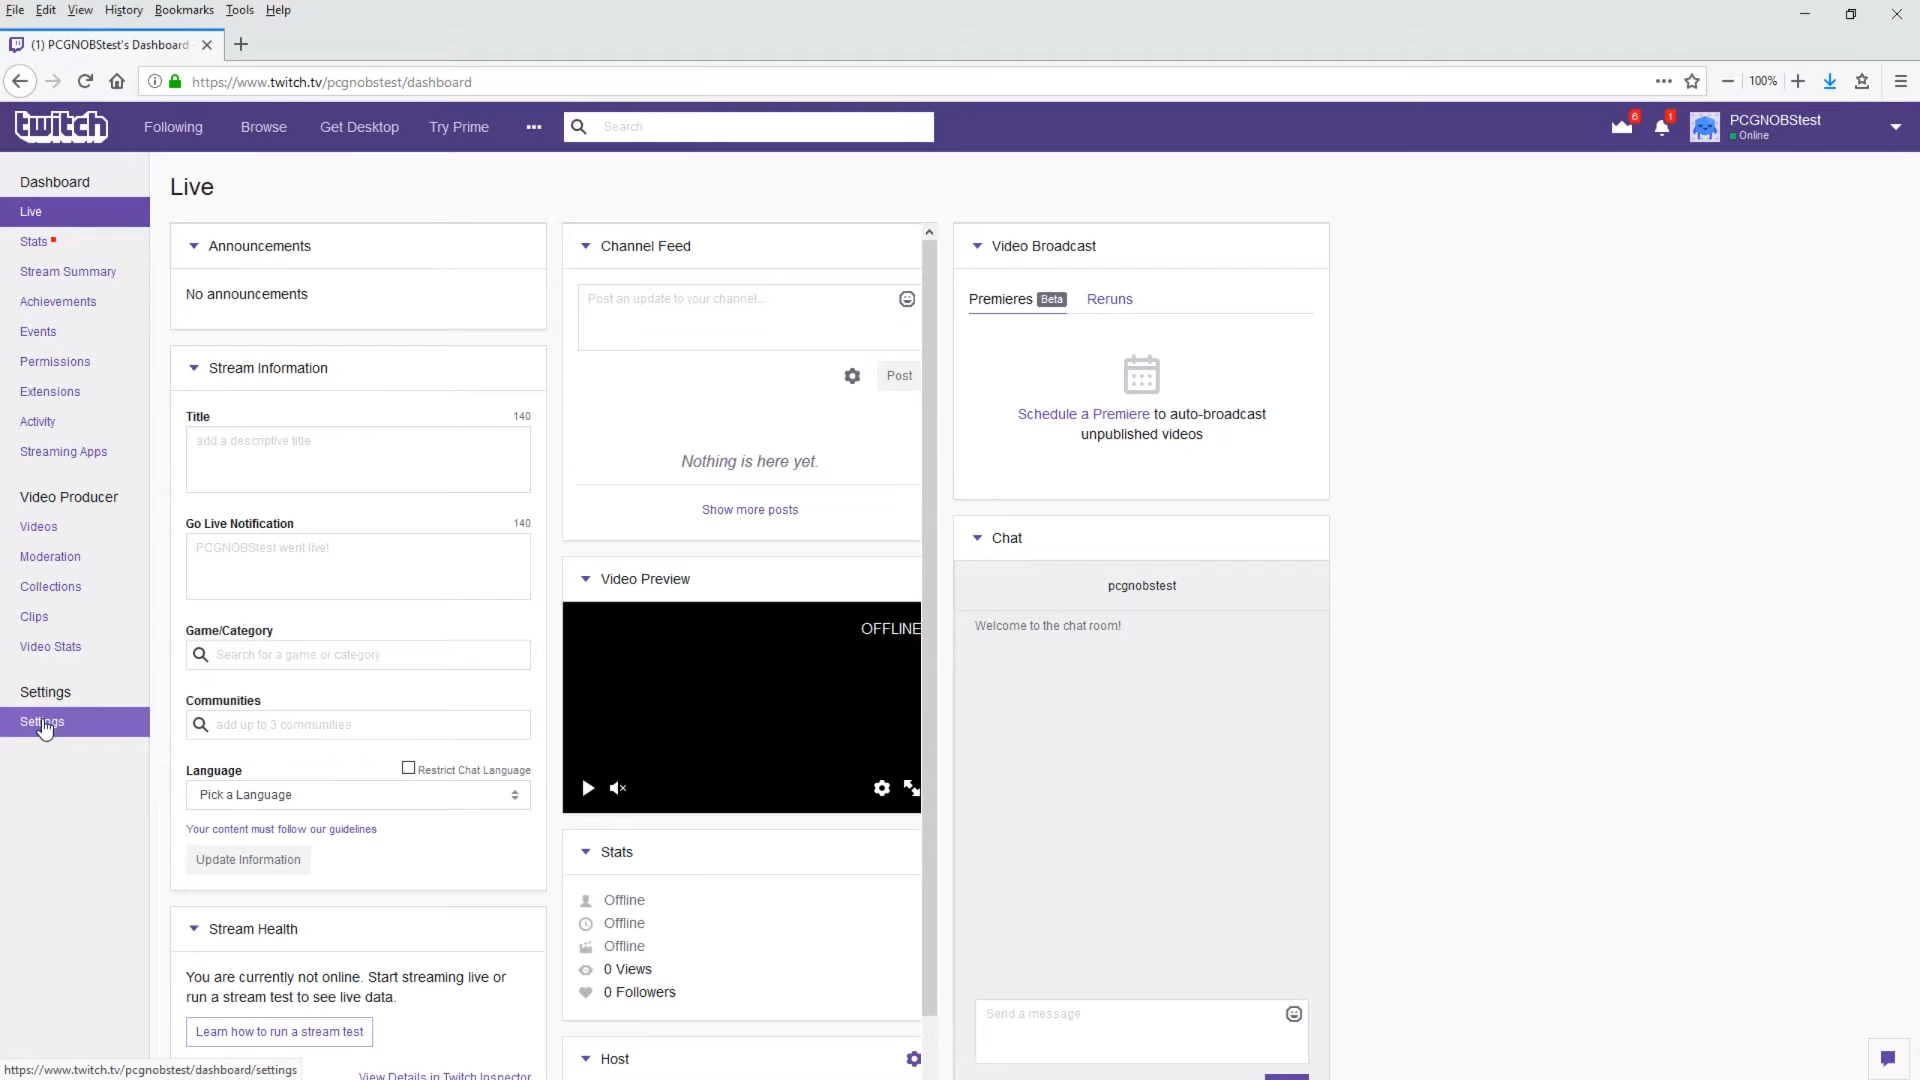 File Edit View History Bookmarks Tools Help
(1) PCGNOBStest's Dashboard
https://www.twitch.tv/pcgnobstest/dashboard
100%
twitch Following Browse Get Desktop Try Prime Search 6 1 PCGNOBStest
Online
Dashboard
Live
Stats
Stream Summary
Achievements
Events
Permissions
Extensions
Activity
Streaming Apps
Video Producer
Videos
Moderation
Collections
Clips
Video Stats
Settings
Settings
Live
Announcements
No announcements
Stream Information
Title 140
add a descriptive title
Go Live Notification 140
PCGNOBStest went live!
Game/Category
Search for a game or category
Communities
add up to 3 communities
Language Restrict Chat Language
Pick a Language
Your content must follow our guidelines
Update Information
Stream Health
You are currently not online. Start streaming live or
run a stream test to see live data.
Learn how to run a stream test
View Details in Twitch Inspector
Channel Feed
Post an update to your channel...
Post
Nothing is here yet.
Show more posts
Video Preview
OFFLINE
Stats
Offline
Offline
Offline
0 Views
0 Followers
Host
Video Broadcast
Premieres Beta Reruns
Schedule a Premiere to auto-broadcast
unpublished videos
Chat
pcgnobstest
Welcome to the chat room!
Send a message
https://www.twitch.tv/pcgnobstest/dashboard/settings